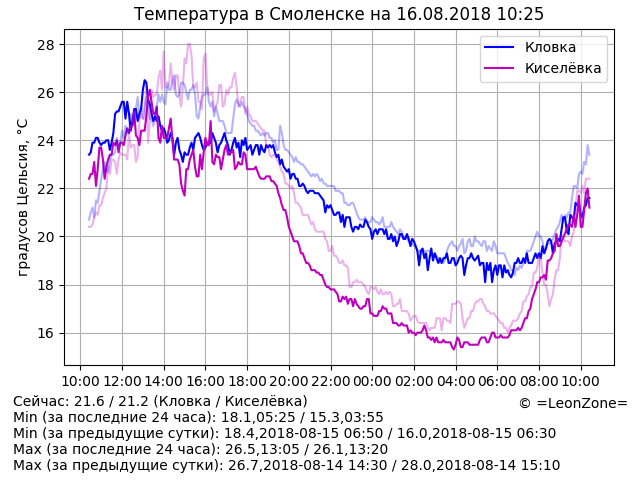 Температура в Смоленске на 16.08.2018 10:25
Кловка
Киселёвка
градусов Цельсия, °C
28
26
24
22
20
18
16
10:00 12:00 14:00 16:00 18:00 20:00 22:00 00:00 02:00 04:00 06:00 08:00 10:00
Сейчас: 21.6 / 21.2 (Кловка / Киселёвка)
© =LeonZone=
Min (за последние 24 часа): 18.1,05:25 / 15.3,03:55
Min (за предыдущие сутки): 18.4,2018-08-15 06:50 / 16.0,2018-08-15 06:30
Max (за последние 24 часа): 26.5,13:05 / 26.1,13:20
Max (за предыдущие сутки): 26.7,2018-08-14 14:30 / 28.0,2018-08-14 15:10